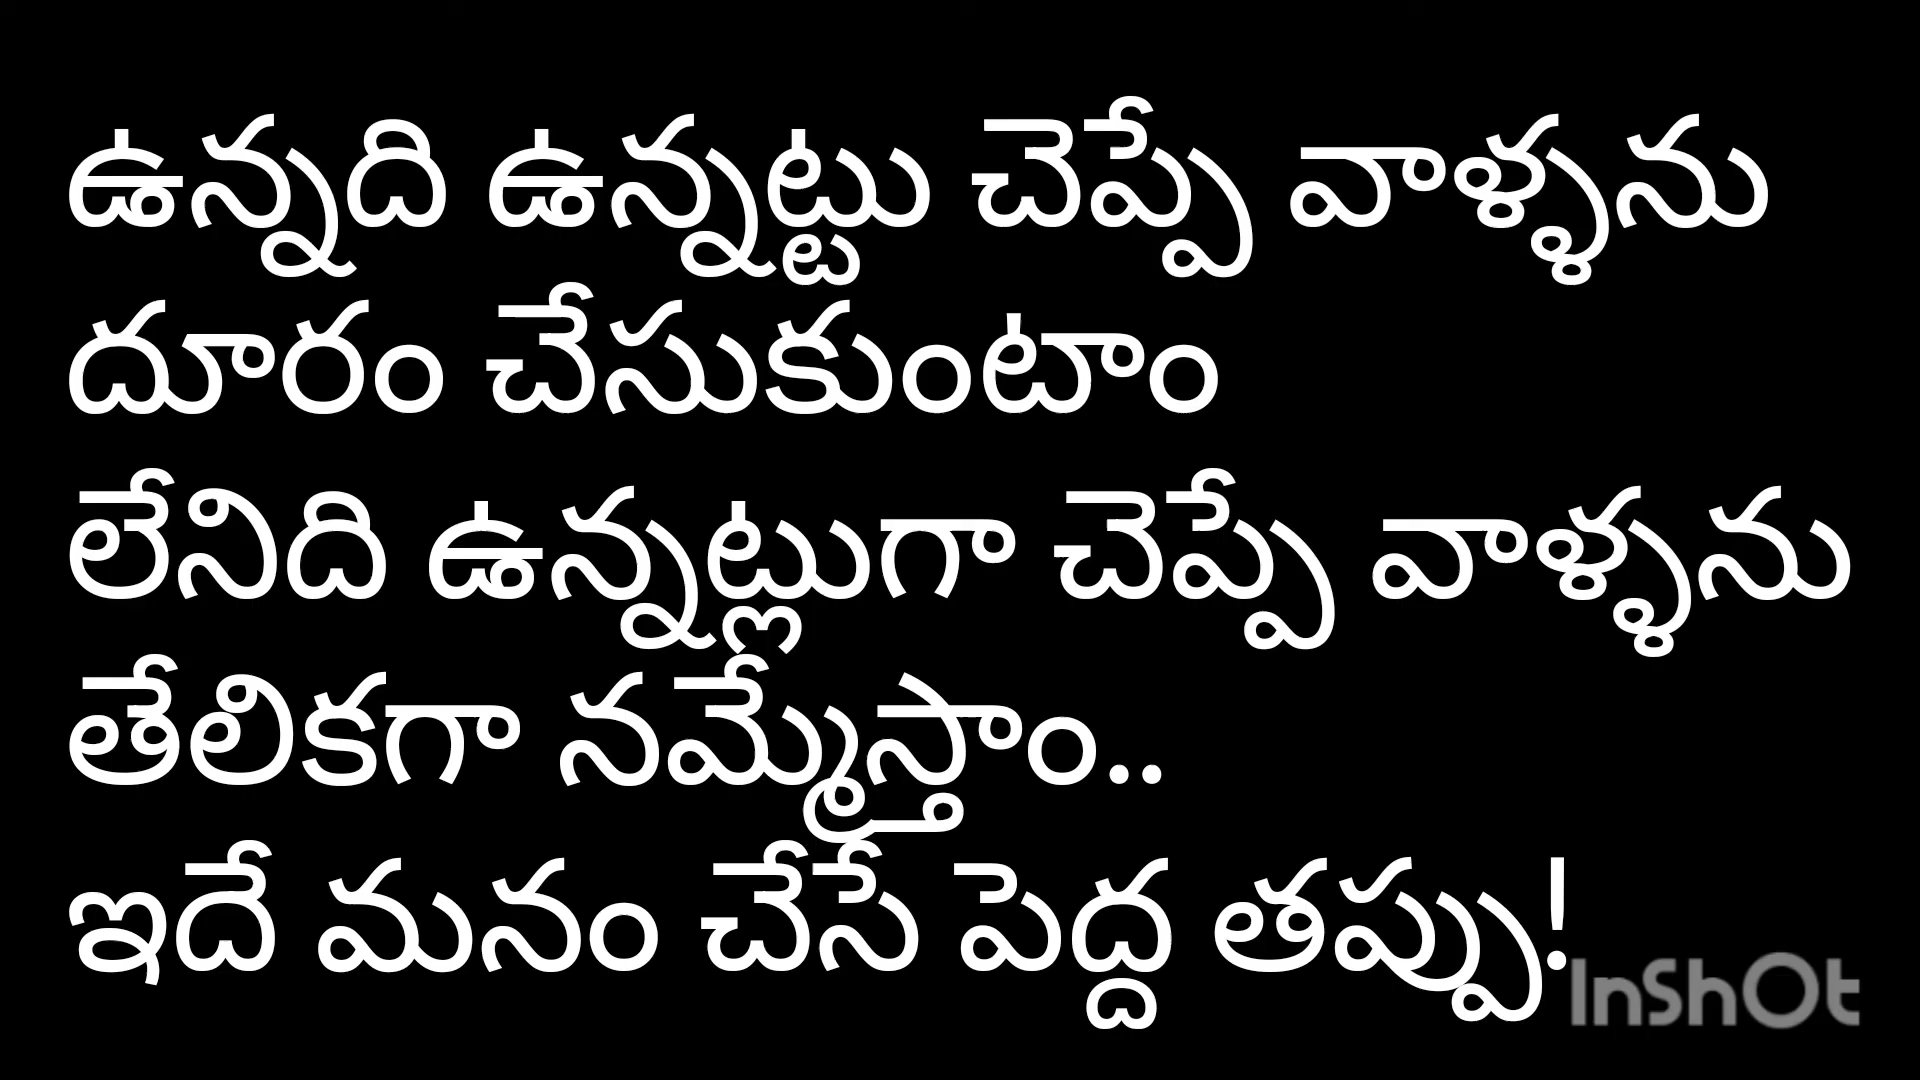 ఉన్నది ఉన్నట్టు చెప్పే వాళ్ళను
దూరం చేసుకుంటాం
లేనిది ఉన్నట్లుగా చెప్పే వాళ్ళను
తేలికగా నమ్మేస్తాం..
ఇదే మనం చేసే పెద్ద తప్పు!
InShOt